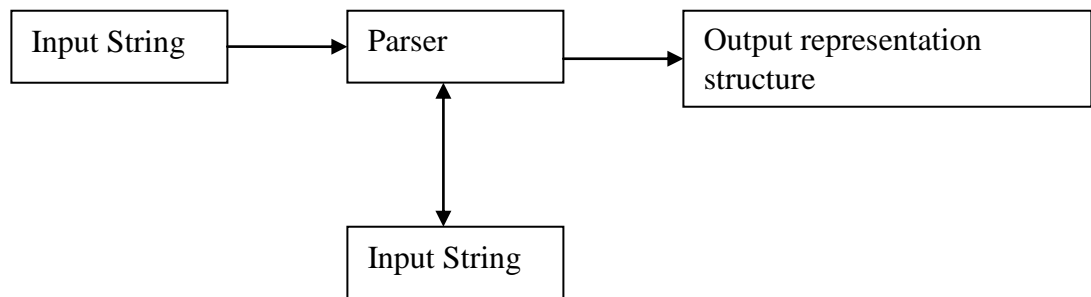 Input String
Parser
Output representation
structure
Input String